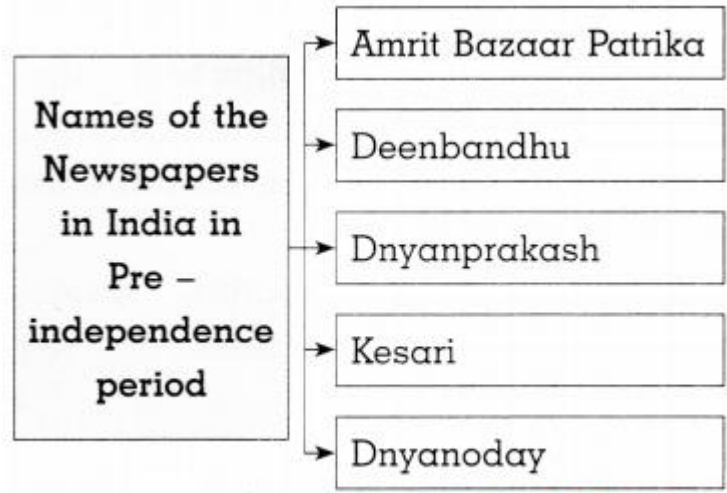 Names of the
Newspapers
in India in
Pre –
independence
period
Amrit Bazaar Patrika
Deenbandhu
Dnyanprakash
Kesari
Dnyanoday